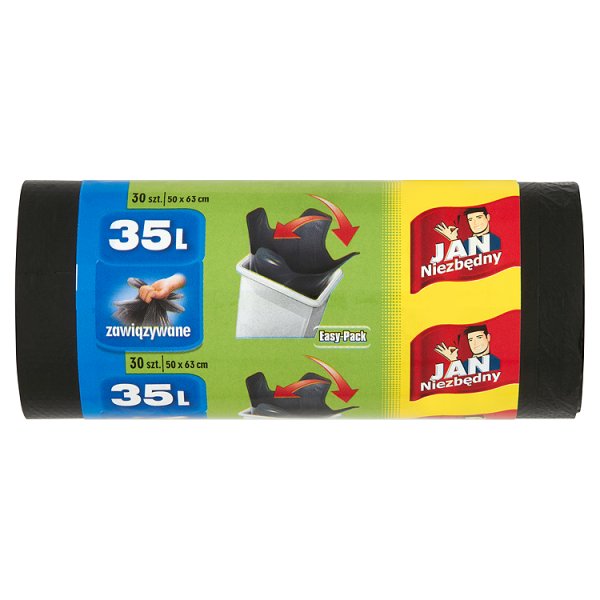 30 szt. | 50 x 63 cm
35L
zawiązywane
Easy-Pack
JAN
Niezbędny
30 szt. | 50 x 63 cm
35L
JAN
Niezbędny